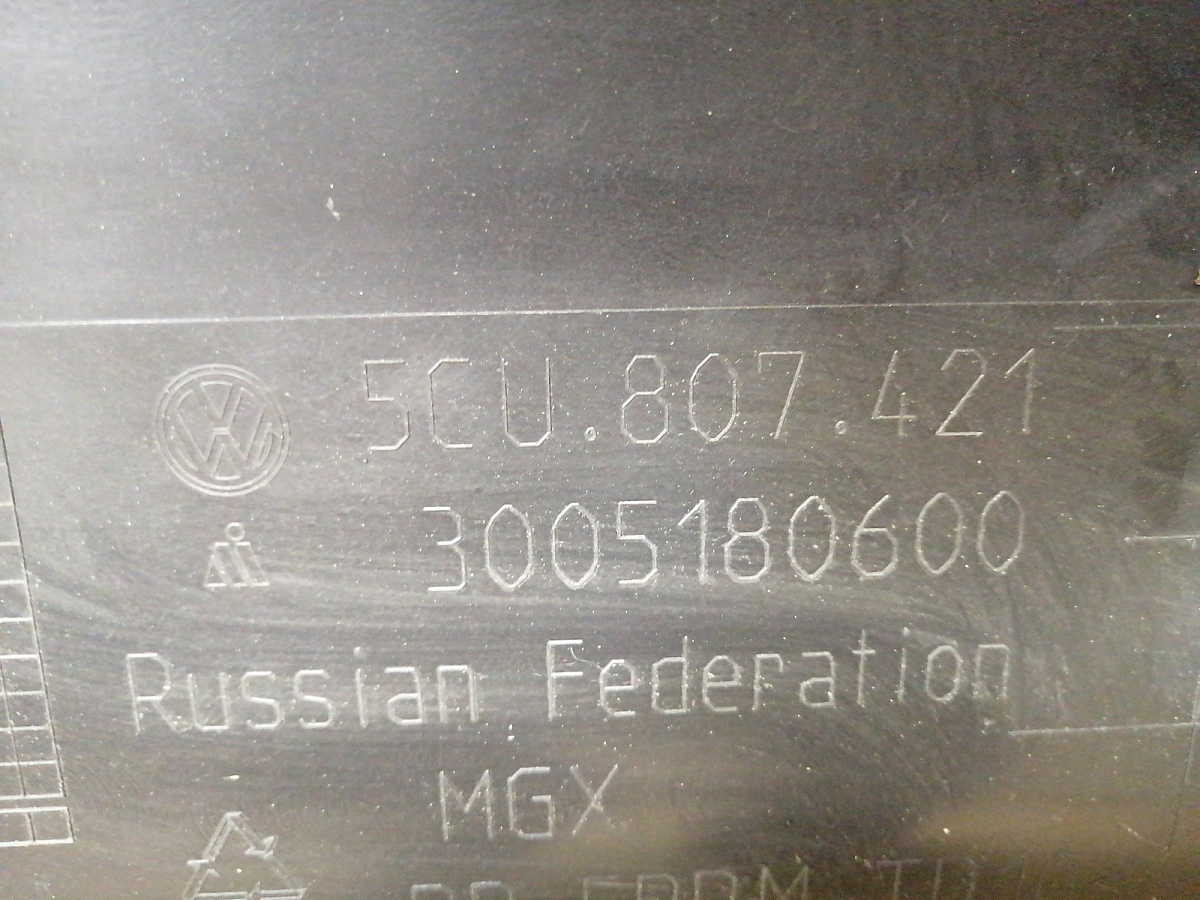 5CU.807.421
3005180600
Russian Federation
MGX